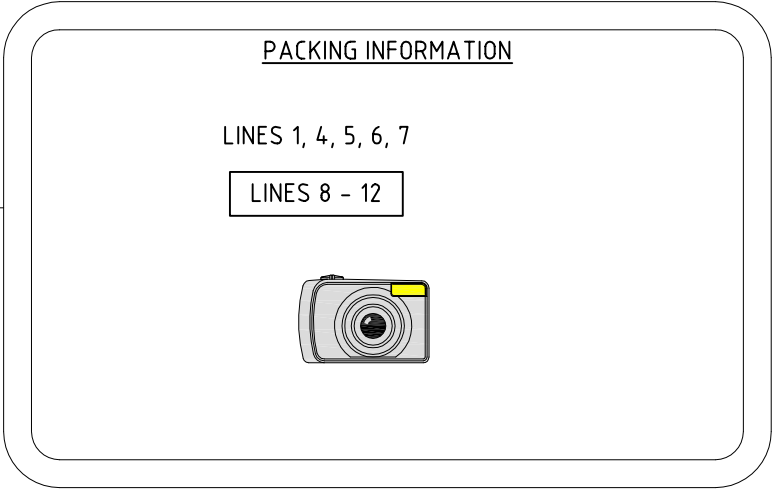 PACKING INFORMATION
LINES 1, 4, 5, 6, 7
LINES 8 - 12